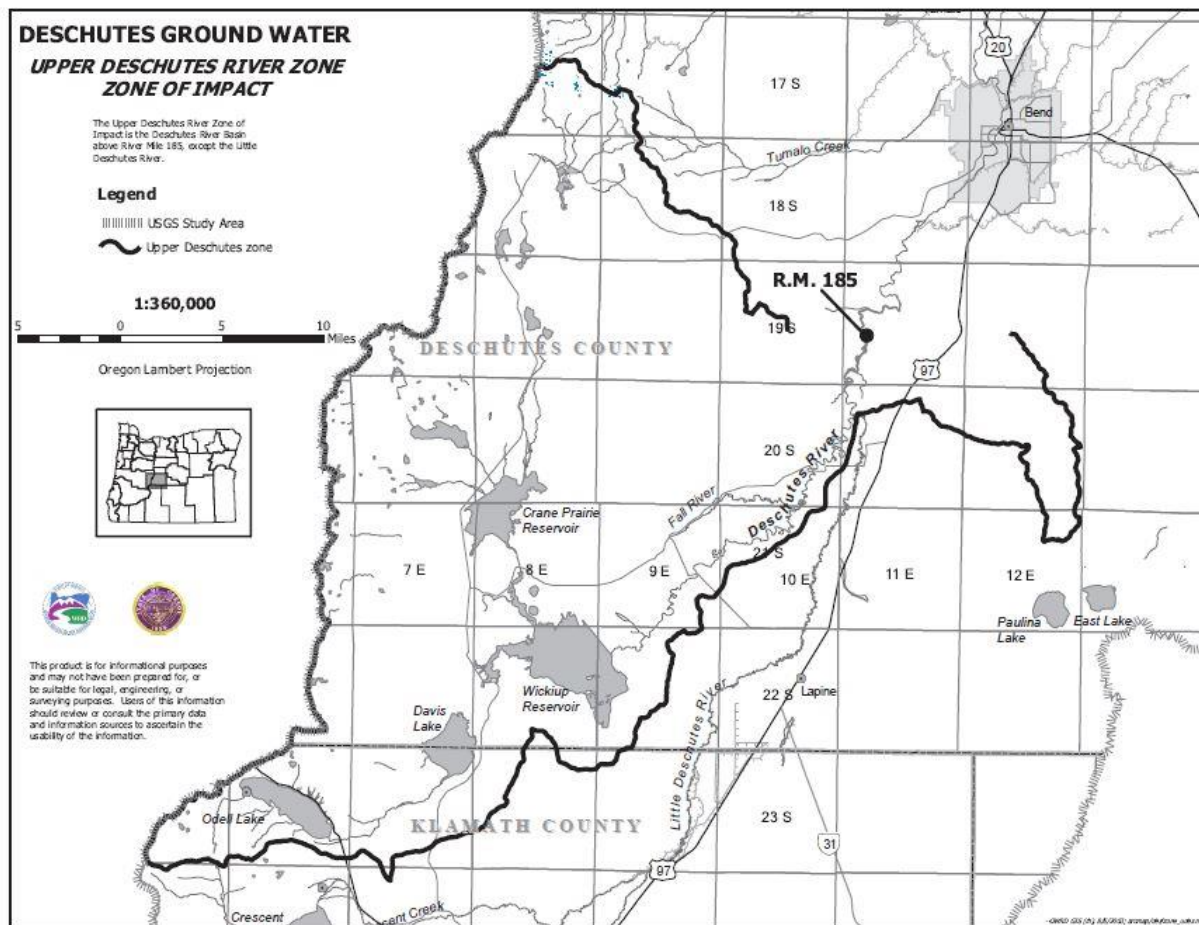 DESCHUTES GROUND WATER
UPPER DESCHUTES RIVER ZONE
ZONE OF IMPACT
The Upper Deschutes River Zone of
Impact is the Deschutes River Basin
above River Mile 185, except the Little
Deschutes River.
Legend
USGS Study Area
Upper Deschutes zone
1:360,000
5 0 5 10
Miles
Oregon Lambert Projection
This product is for informational purposes
and may not have been prepared for, or
be suitable for legal, engineering, or
surveying purposes. Users of this information
should review or consult the primary data
and information sources to ascertain the
usability of the information.
20
17 S
Bend
Tumalo Creek
18 S
R.M. 185
19 S
DESCHUTES COUNTY
97
20 S
Deschutes River
Fall River
Crane Prairie
Reservoir
21 S
7 E
8 E
9 E
10 E
11 E
12 E
Paulina
Lake
East Lake
Wickiup
Reservoir
22 S
Lapine
Davis
Lake
Little Deschutes River
Odell Lake
KLAMATH COUNTY
23 S
31
97
Crescent
cent Creek